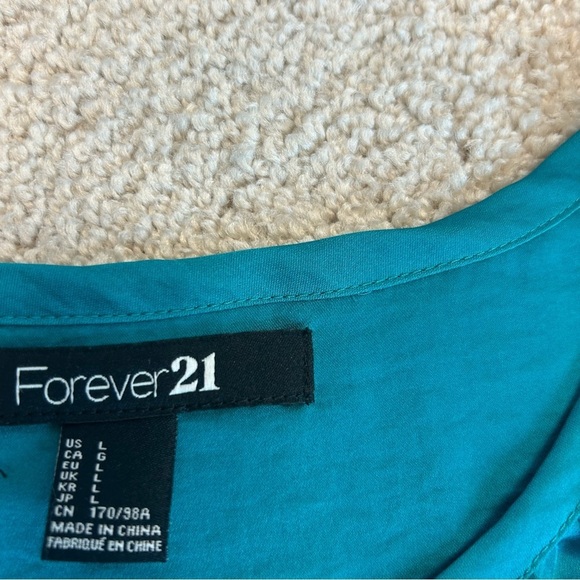 Forever21
US L
CA G
EU L
UK L
KR L
JP L
CN 170/98A
MADE IN CHINA
FABRIQUÉ EN CHINE